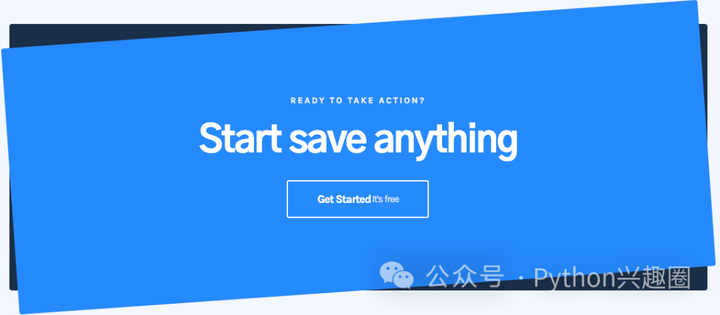 READY TO TAKE ACTION?
Start save anything
Get Started It's free
公众号 · Python兴趣圈